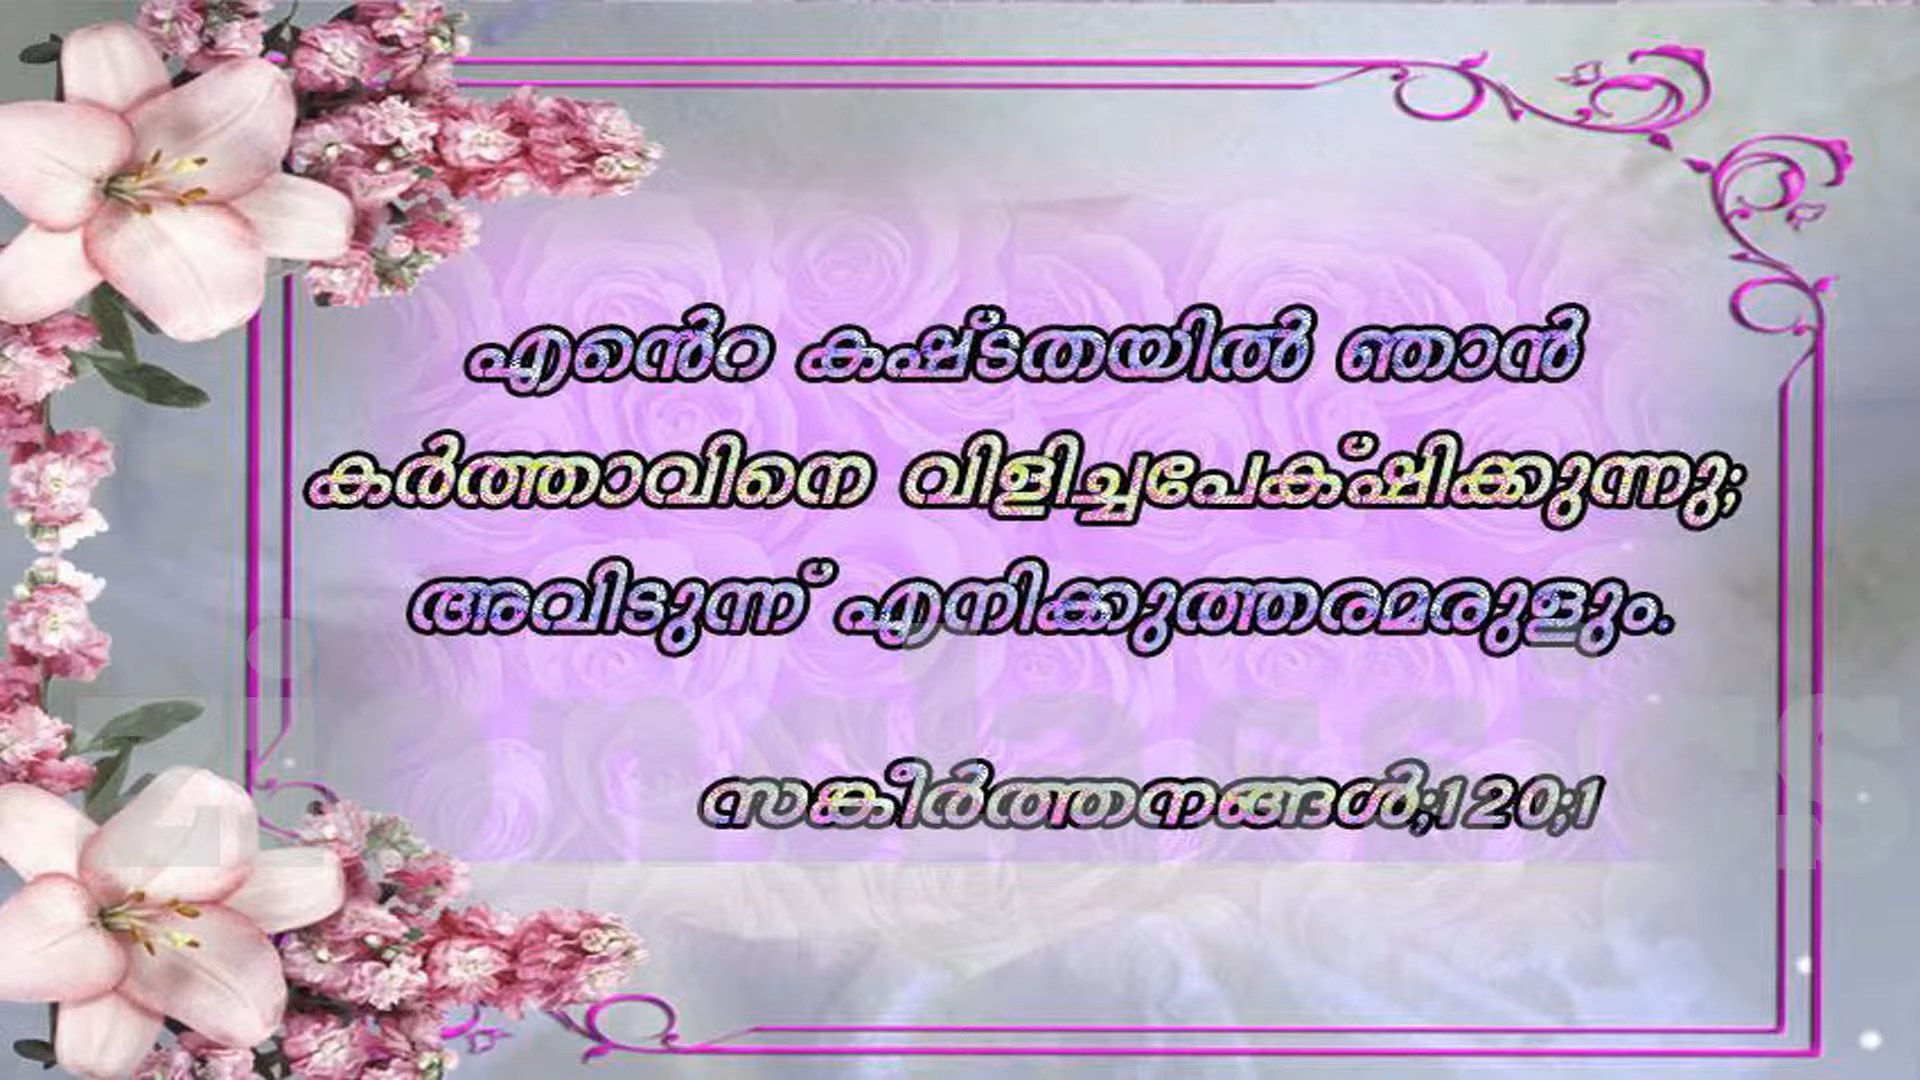 എന്റെ കഷ്ടതയിൽ ഞാൻ
കർത്താവിനെ വിളിച്ചപേക്ഷിക്കുന്നു;
അവിടുന്ന് എനിക്കുത്തരമരുളും.
സങ്കീർത്തനങ്ങൾ;120;1